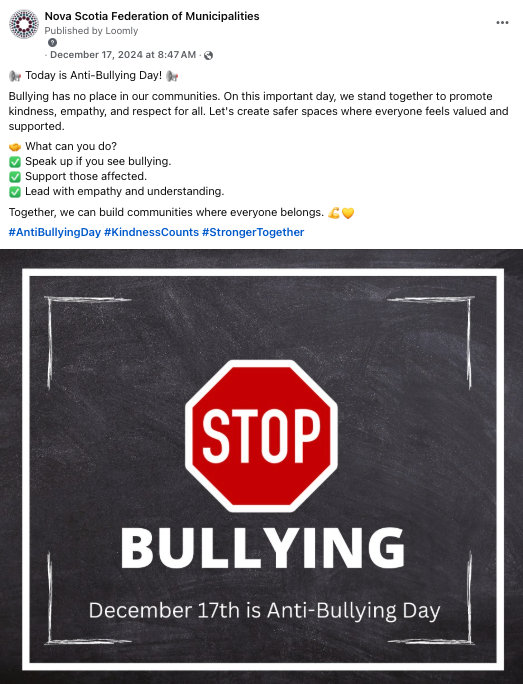 Nova Scotia Federation of Municipalities
Published by Loomly
· December 17, 2024 at 8:47 AM ·
📢 Today is Anti-Bullying Day! 📢
Bullying has no place in our communities. On this important day, we stand together to promote
kindness, empathy, and respect for all. Let's create safer spaces where everyone feels valued and
supported.
🤝 What can you do?
✅ Speak up if you see bullying.
✅ Support those affected.
✅ Lead with empathy and understanding.
Together, we can build communities where everyone belongs. 💪💛
#AntiBullyingDay #KindnessCounts #StrongerTogether
STOP
BULLYING
December 17th is Anti-Bullying Day